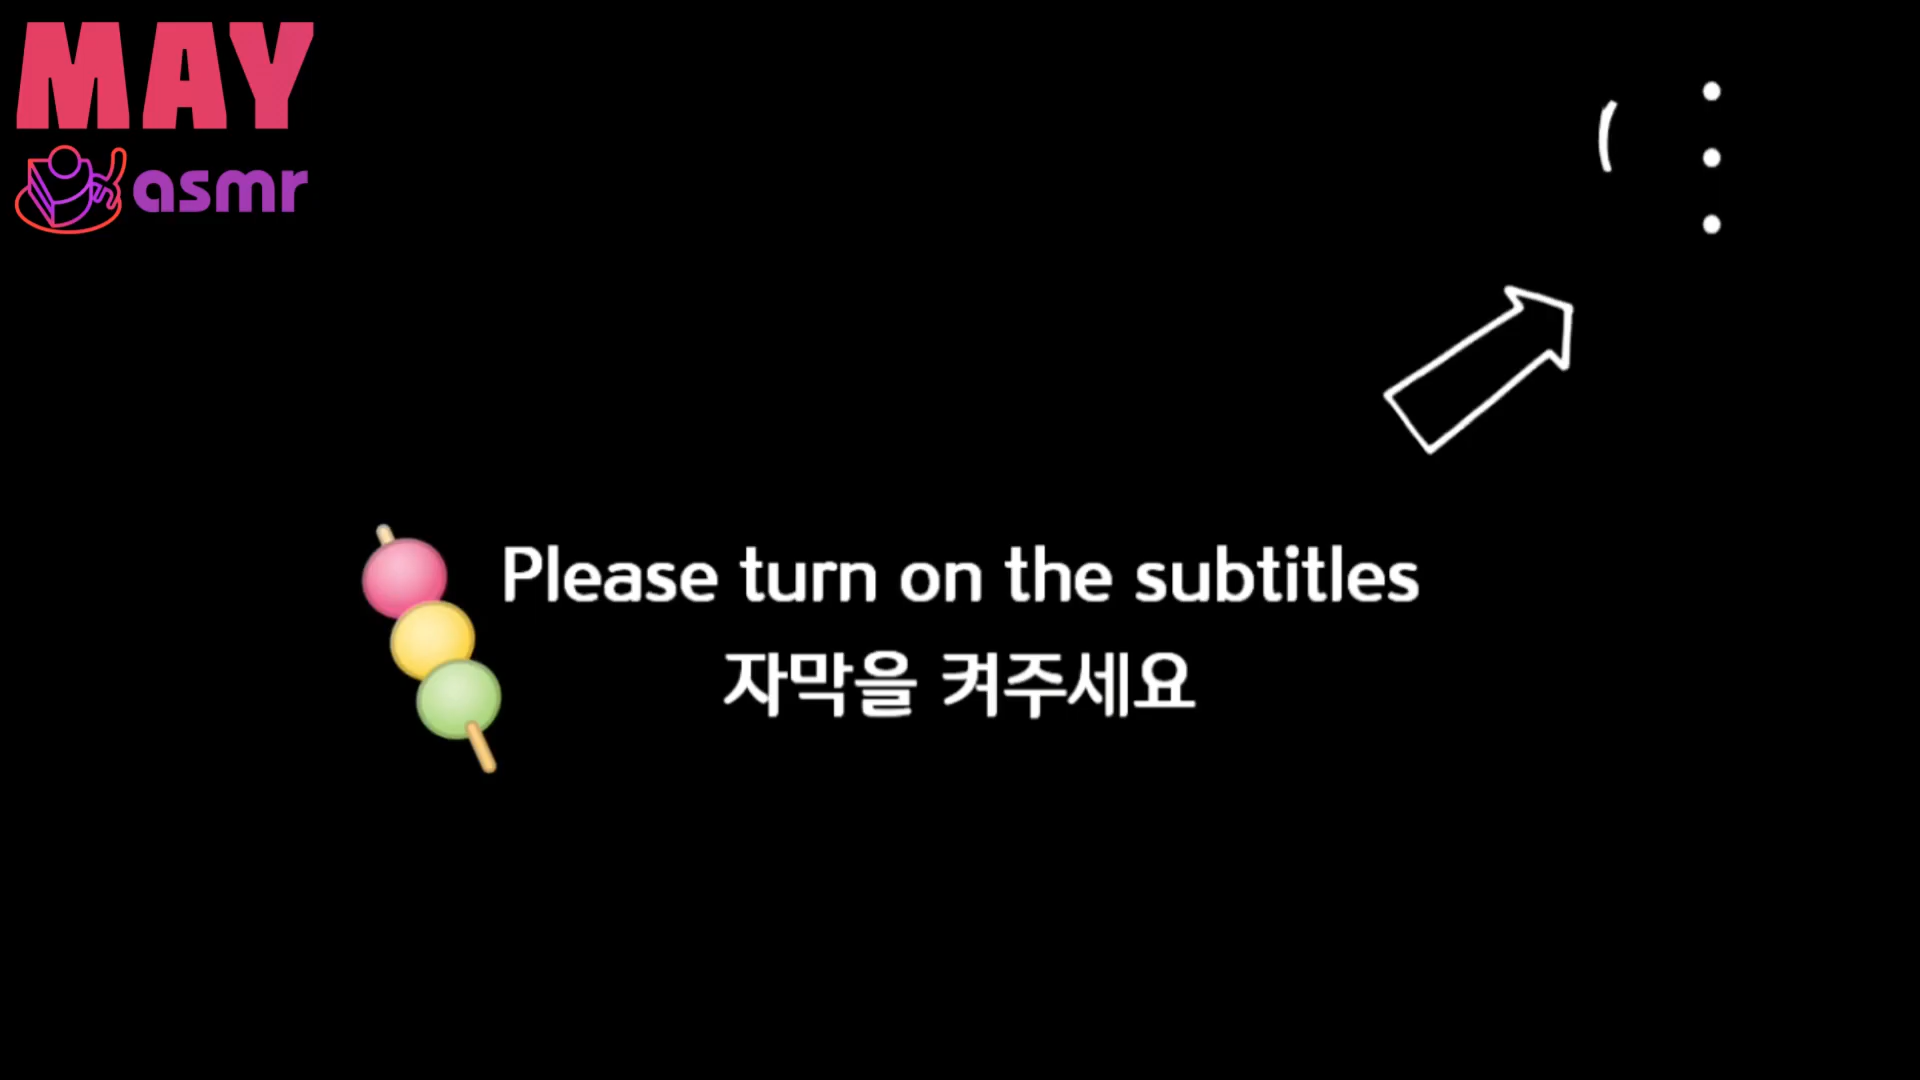 MAY
asmr
Please turn on the subtitles
자막을 켜주세요